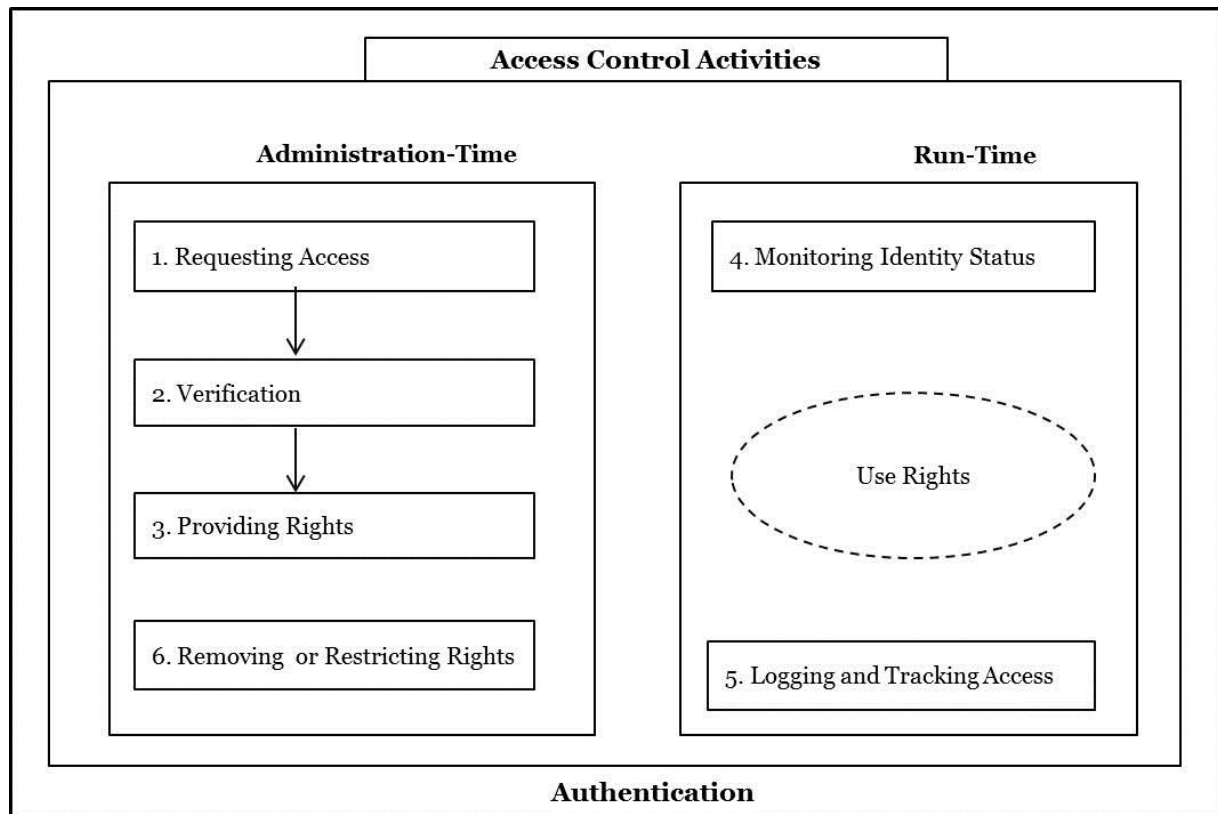 Access Control Activities
Administration-Time
1. Requesting Access
2. Verification
3. Providing Rights
6. Removing or Restricting Rights
Run-Time
4. Monitoring Identity Status
Use Rights
5. Logging and Tracking Access
Authentication